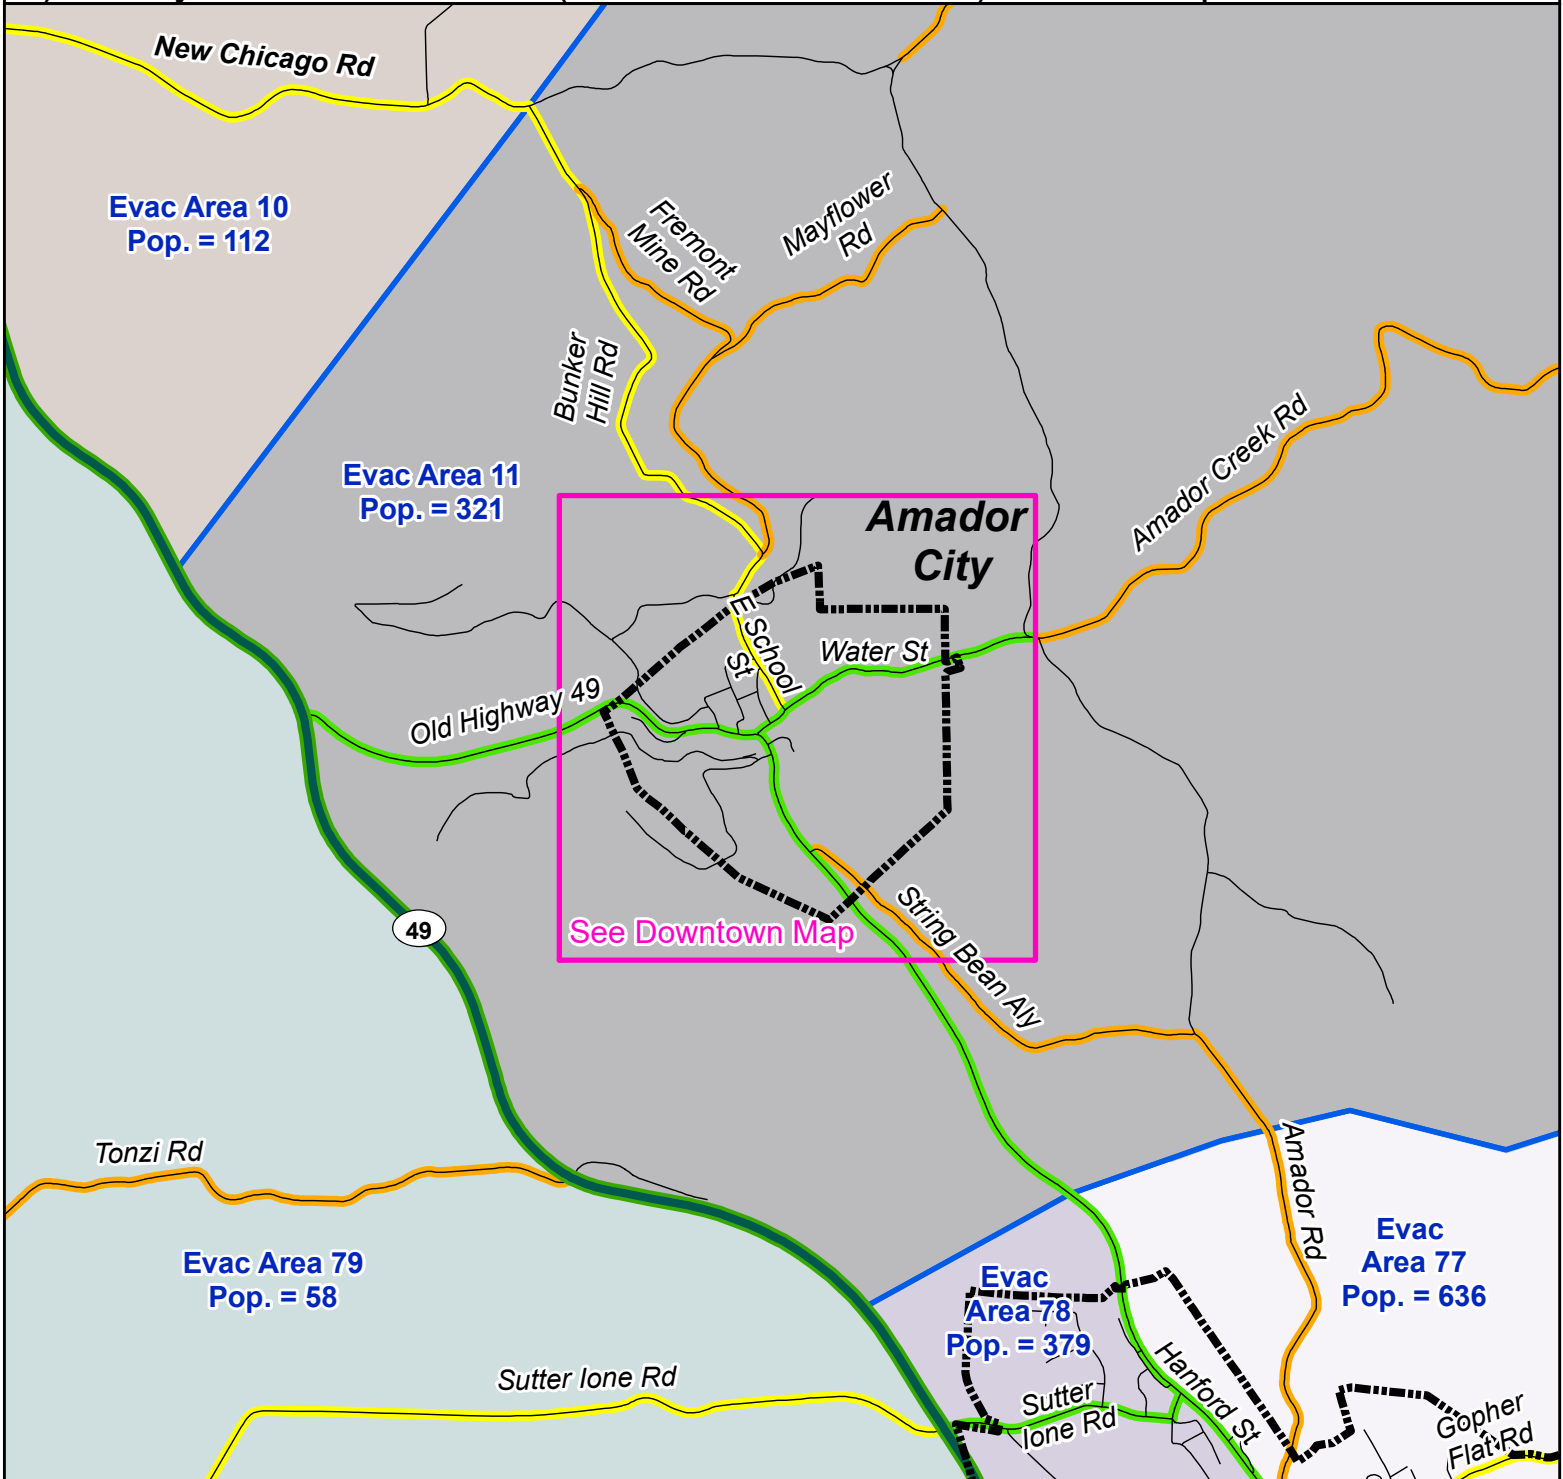 New Chicago Rd
Evac Area 10
Pop. = 112
Fremont
Mine Rd
Mayflower
Rd
Bunker
Hill Rd
Amador Creek Rd
Evac Area 11
Pop. = 321
Amador
City
E School
St
Water St
Old Highway 49
See Downtown Map
String Bean Aly
49
Tonzi Rd
Amador Rd
Evac
Area 77
Pop. = 636
Evac Area 79
Pop. = 58
Evac
Area 78
Pop. = 379
Sutter Ione Rd
Sutter
Ione Rd
Hanford St
Gopher
Flat Rd